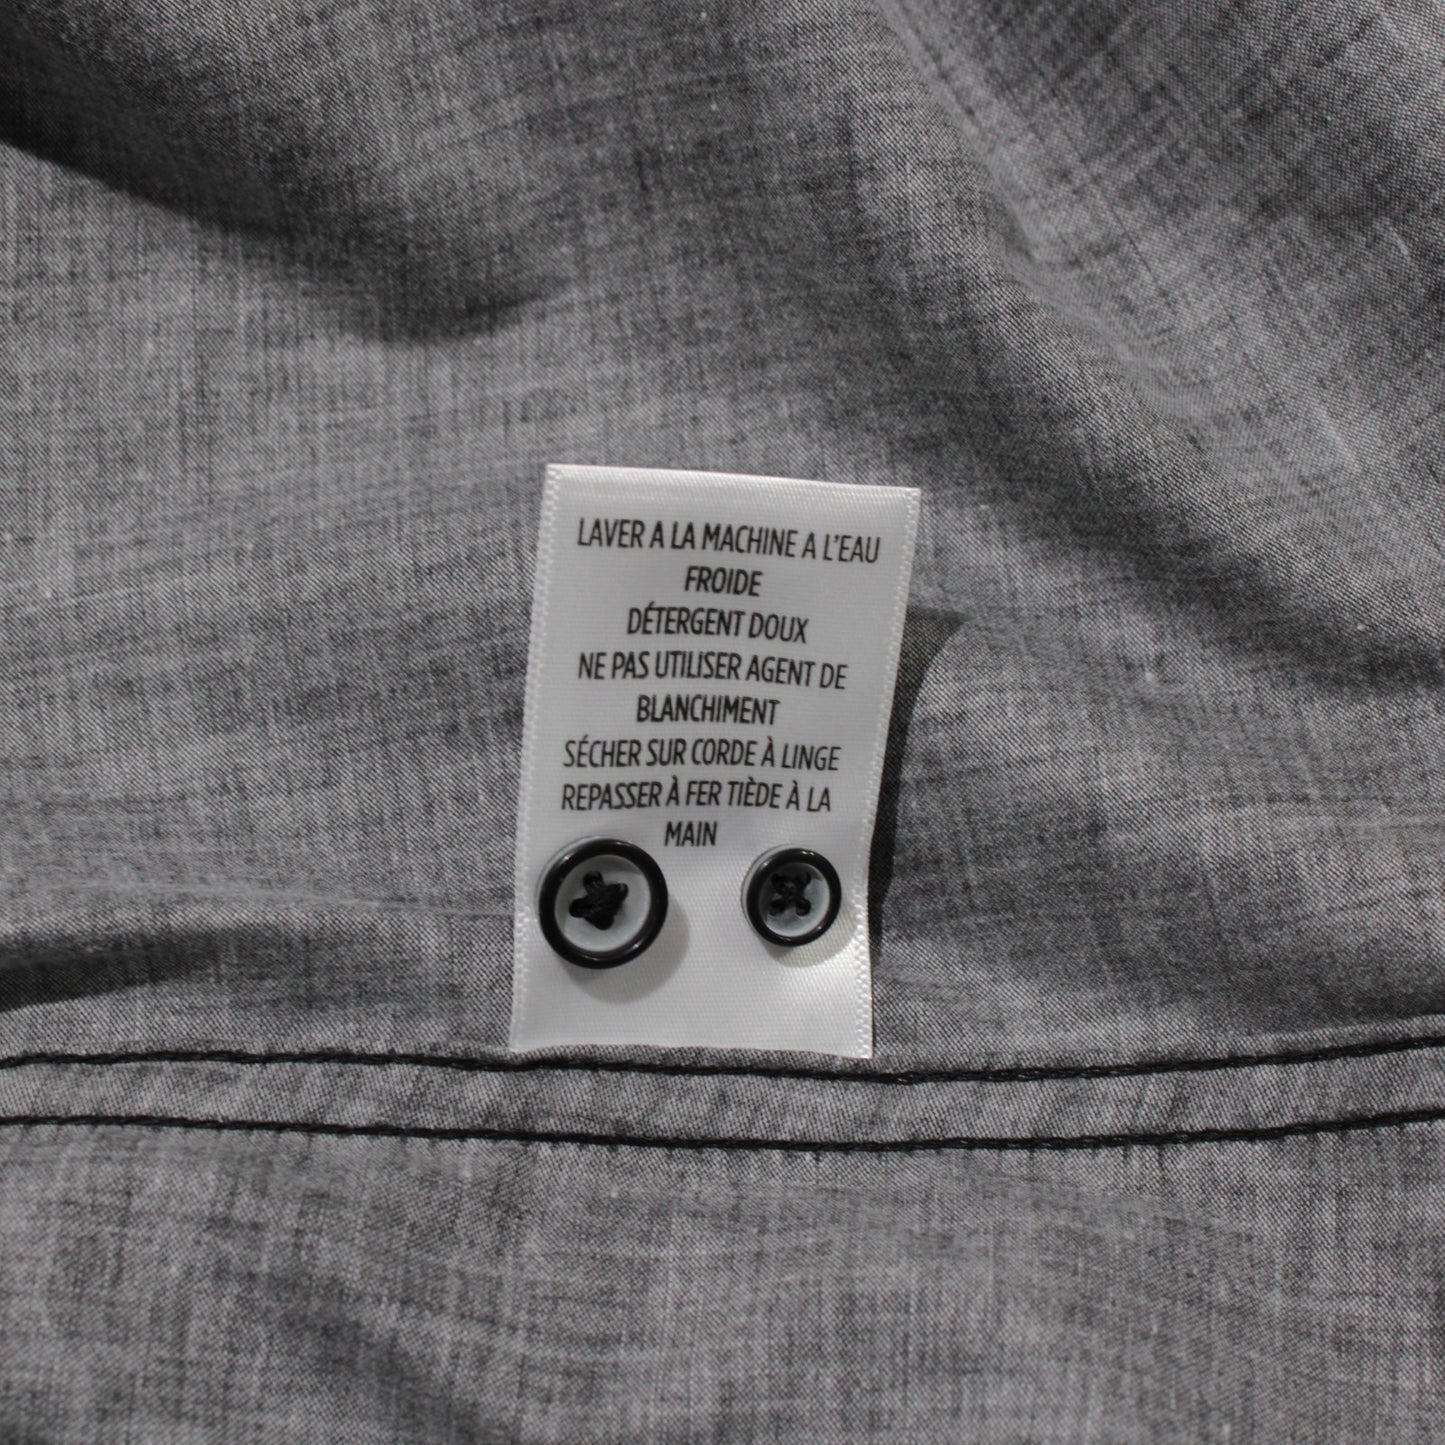 LAVER A LA MACHINE A L'EAU
FROIDE
DÉTERGENT DOUX
NE PAS UTILISER AGENT DE
BLANCHIMENT
SÉCHER SUR CORDE À LINGE
REPASSER À FER TIÈDE À LA
MAIN